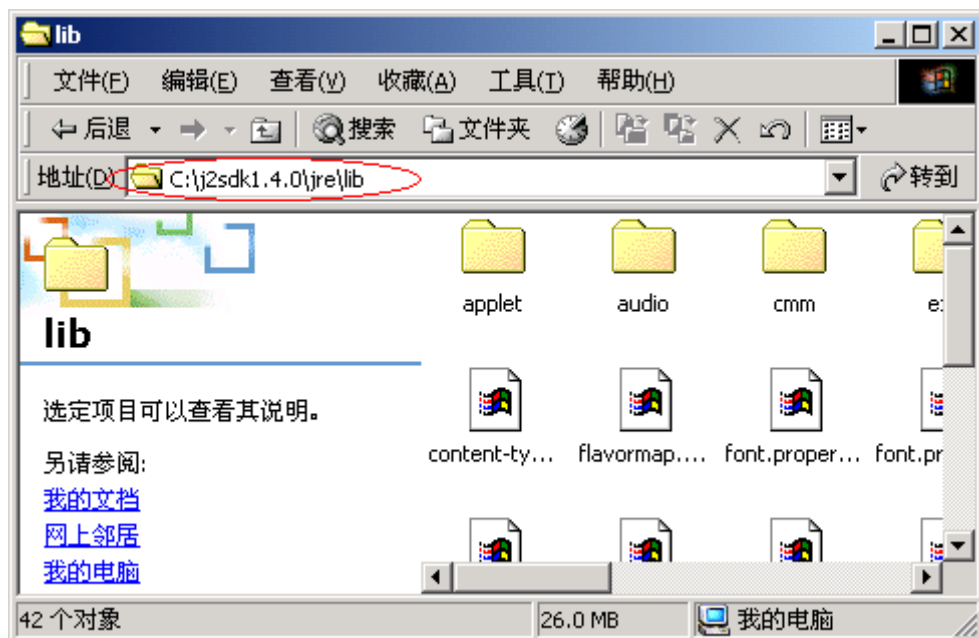 lib
文件(F) 编辑(E) 查看(V) 收藏(A) 工具(T) 帮助(H)
后退 搜索 文件夹
地址(D) C:\j2sdk1.4.0\jre\lib 转到
lib
选定项目可以查看其说明。
另请参阅:
我的文档
网上邻居
我的电脑
applet audio cmm
content-ty... flavormap.... font.proper... font.pr
42 个对象 26.0 MB 我的电脑